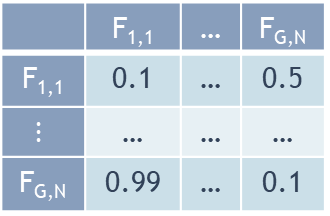 F1,1 ... FG,N
F1,1 0.1 ... 0.5
⋮ ... ... ...
FG,N 0.99 ... 0.1